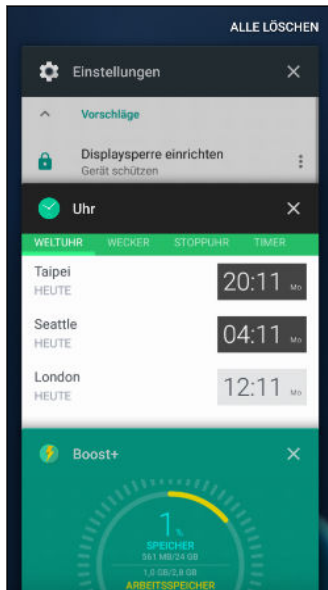 ALLE LÖSCHEN
Einstellungen
Vorschläge
Displaysperre einrichten
Gerät schützen
Uhr
WELTUHR WECKER STOPPUHR TIMER
Taipei
HEUTE
20:11 Mo
Seattle
HEUTE
04:11 Mo
London
HEUTE
12:11 Mo
Boost+
1%
SPEICHER
561 MB/24 GB
1,0 GB/2,8 GB
ARBEITSSPEICHER